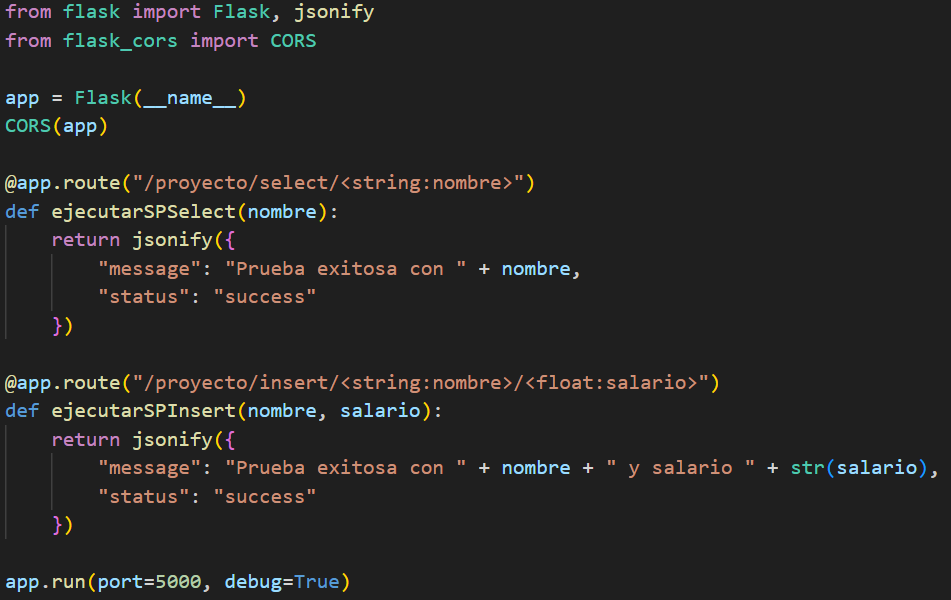 from flask import Flask, jsonify
from flask_cors import CORS

app = Flask(__name__)
CORS(app)

@app.route("/proyecto/select/<string:nombre>")
def ejecutarSPSelect(nombre):
    return jsonify({
        "message": "Prueba exitosa con " + nombre,
        "status": "success"
    })

@app.route("/proyecto/insert/<string:nombre>/<float:salario>")
def ejecutarSPInsert(nombre, salario):
    return jsonify({
        "message": "Prueba exitosa con " + nombre + " y salario " + str(salario),
        "status": "success"
    })

app.run(port=5000, debug=True)